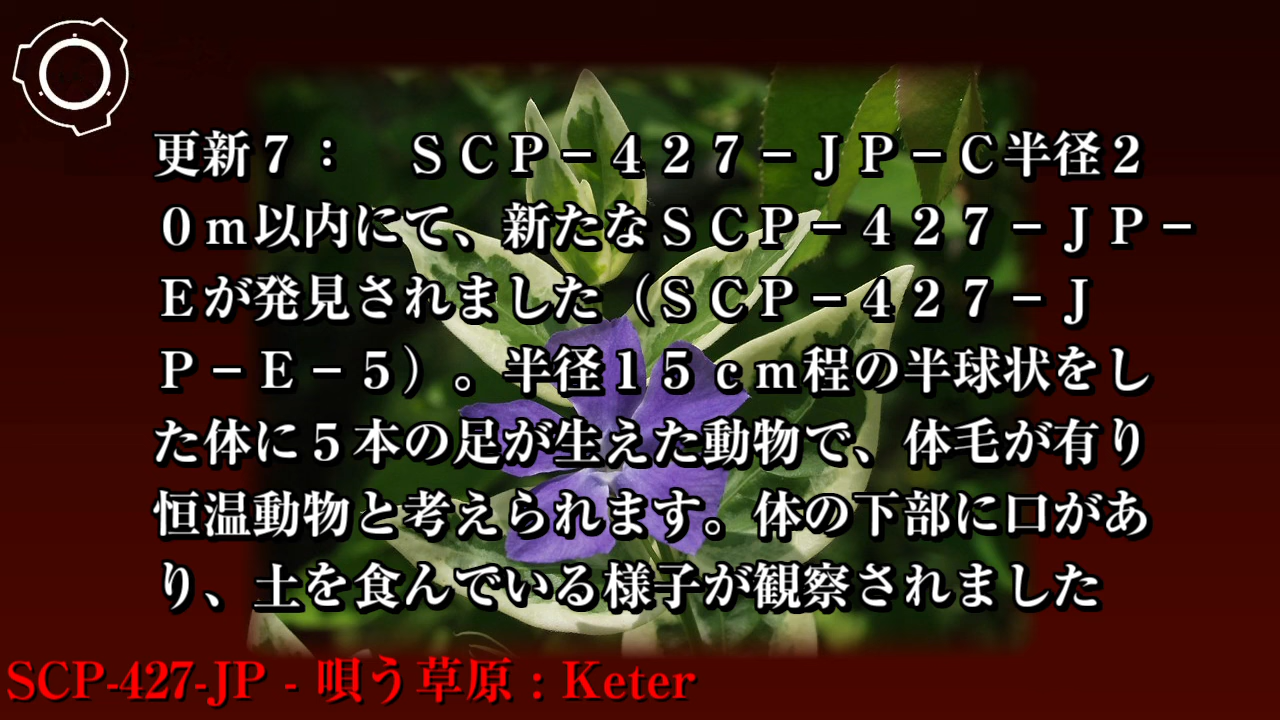 更新７：　ＳＣＰ－４２７－ＪＰ－Ｃ半径２
０ｍ以内にて、新たなＳＣＰ－４２７－ＪＰ－
Ｅが発見されました（ＳＣＰ－４２７－Ｊ
Ｐ－Ｅ－５）。半径１５ｃｍ程の半球状をし
た体に５本の足が生えた動物で、体毛が有り
恒温動物と考えられます。体の下部に口があ
り、土を食んでいる様子が観察されました
SCP-427-JP - 唄う草原 : Keter